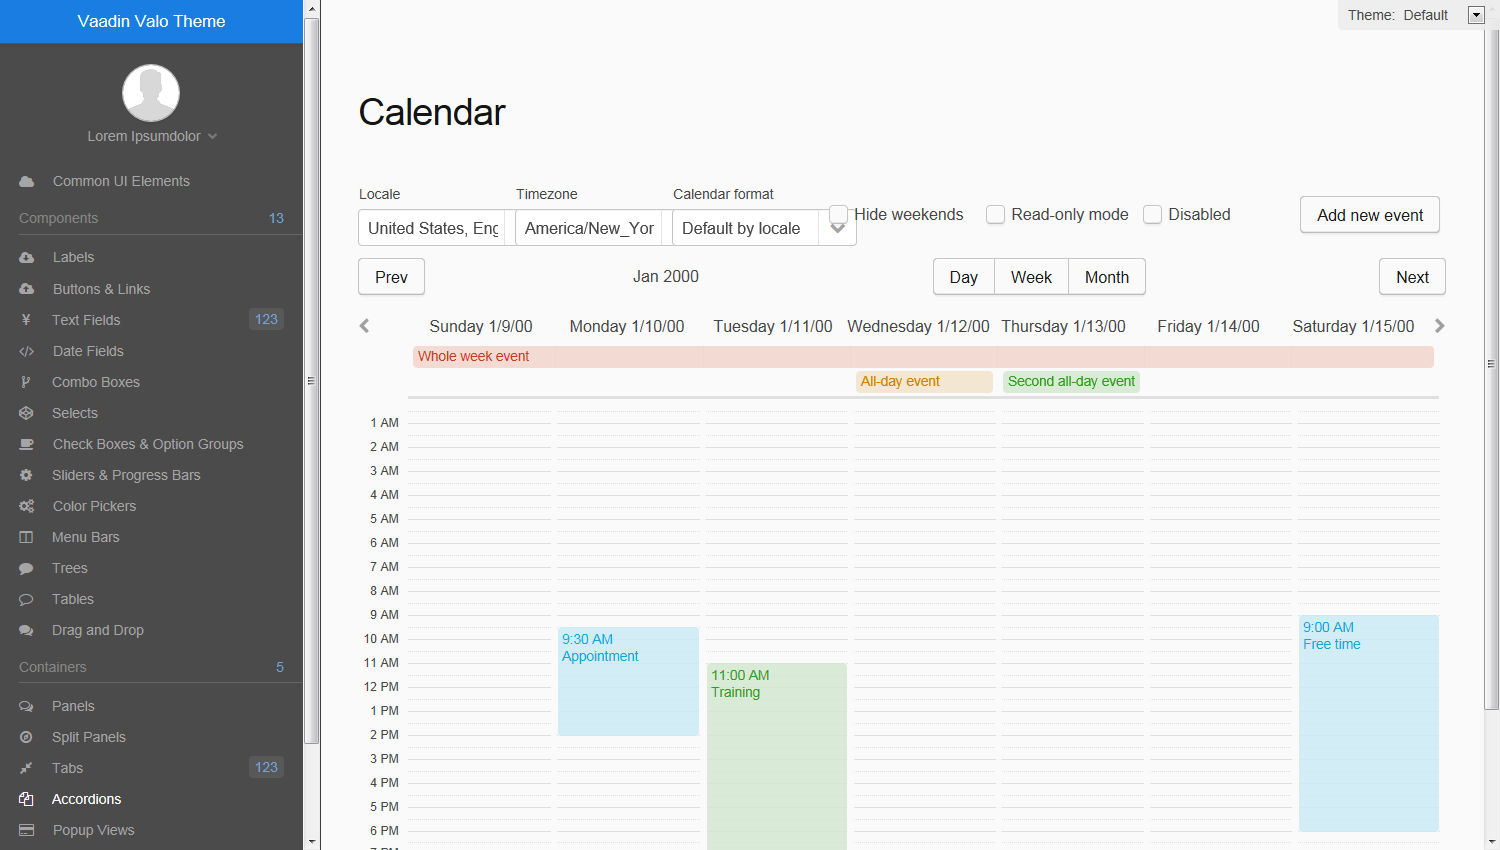 Vaadin Valo Theme
Lorem Ipsumdolor
Common UI Elements
Components 13
Labels
Buttons & Links
Text Fields 123
Date Fields
Combo Boxes
Selects
Check Boxes & Option Groups
Sliders & Progress Bars
Color Pickers
Menu Bars
Trees
Tables
Drag and Drop
Containers 5
Panels
Split Panels
Tabs 123
Accordions
Popup Views
Theme: Default
Calendar
Locale Timezone Calendar format
United States, Eng America/New_Yor Default by locale Hide weekends Read-only mode Disabled Add new event
Prev Jan 2000 Day Week Month Next
Sunday 1/9/00 Monday 1/10/00 Tuesday 1/11/00 Wednesday 1/12/00 Thursday 1/13/00 Friday 1/14/00 Saturday 1/15/00
Whole week event
All-day event Second all-day event
1 AM
2 AM
3 AM
4 AM
5 AM
6 AM
7 AM
8 AM
9 AM
10 AM
11 AM
12 PM
1 PM
2 PM
3 PM
4 PM
5 PM
6 PM
9:30 AM
Appointment
11:00 AM
Training
9:00 AM
Free time